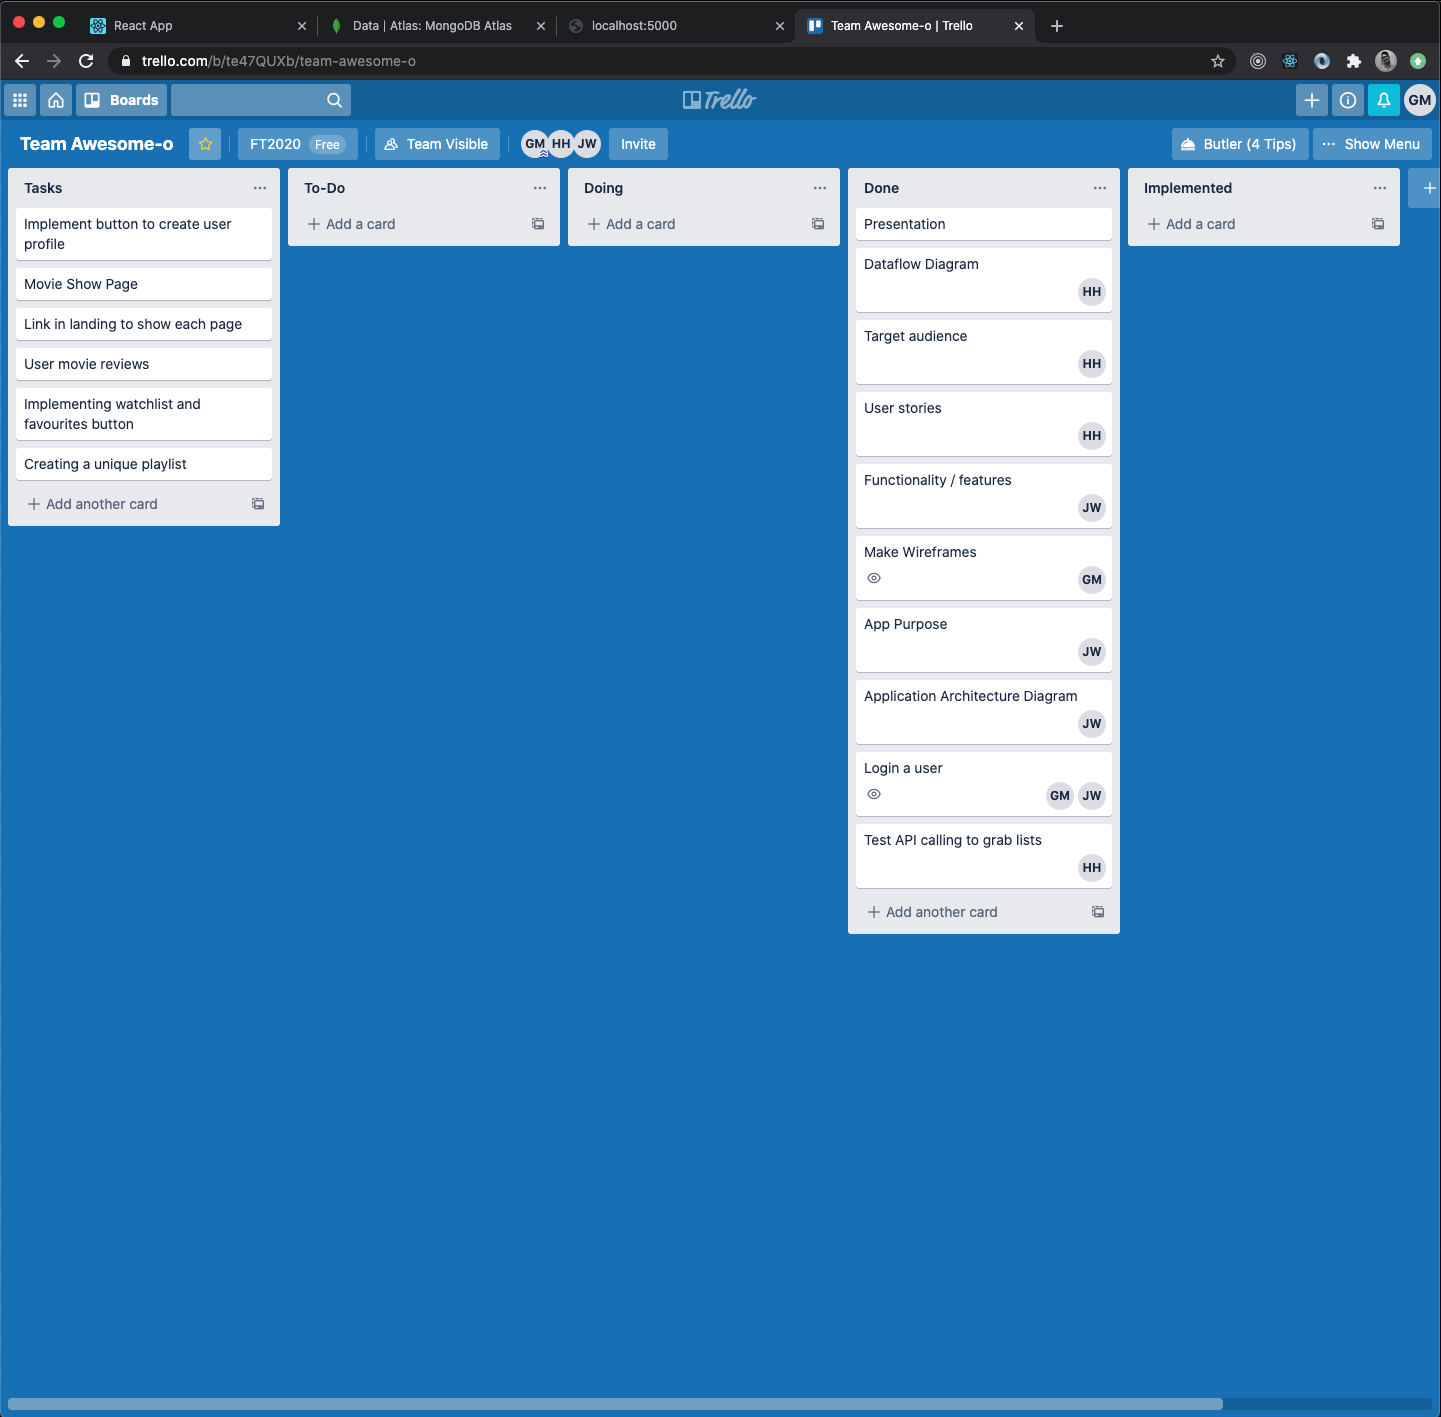 React App
Data | Atlas: MongoDB Atlas
localhost:5000
Team Awesome-o | Trello
trello.com/b/te47QUXb/team-awesome-o
Boards
Trello
GM
Team Awesome-o
FT2020 Free
Team Visible
GM HH JW
Invite
Butler (4 Tips)
Show Menu
Tasks
Implement button to create user
profile
Movie Show Page
Link in landing to show each page
User movie reviews
Implementing watchlist and
favourites button
Creating a unique playlist
Add another card
To-Do
Add a card
Doing
Add a card
Done
Presentation
Dataflow Diagram
HH
Target audience
HH
User stories
HH
Functionality / features
JW
Make Wireframes
GM
App Purpose
JW
Application Architecture Diagram
JW
Login a user
GM JW
Test API calling to grab lists
HH
Add another card
Implemented
Add a card